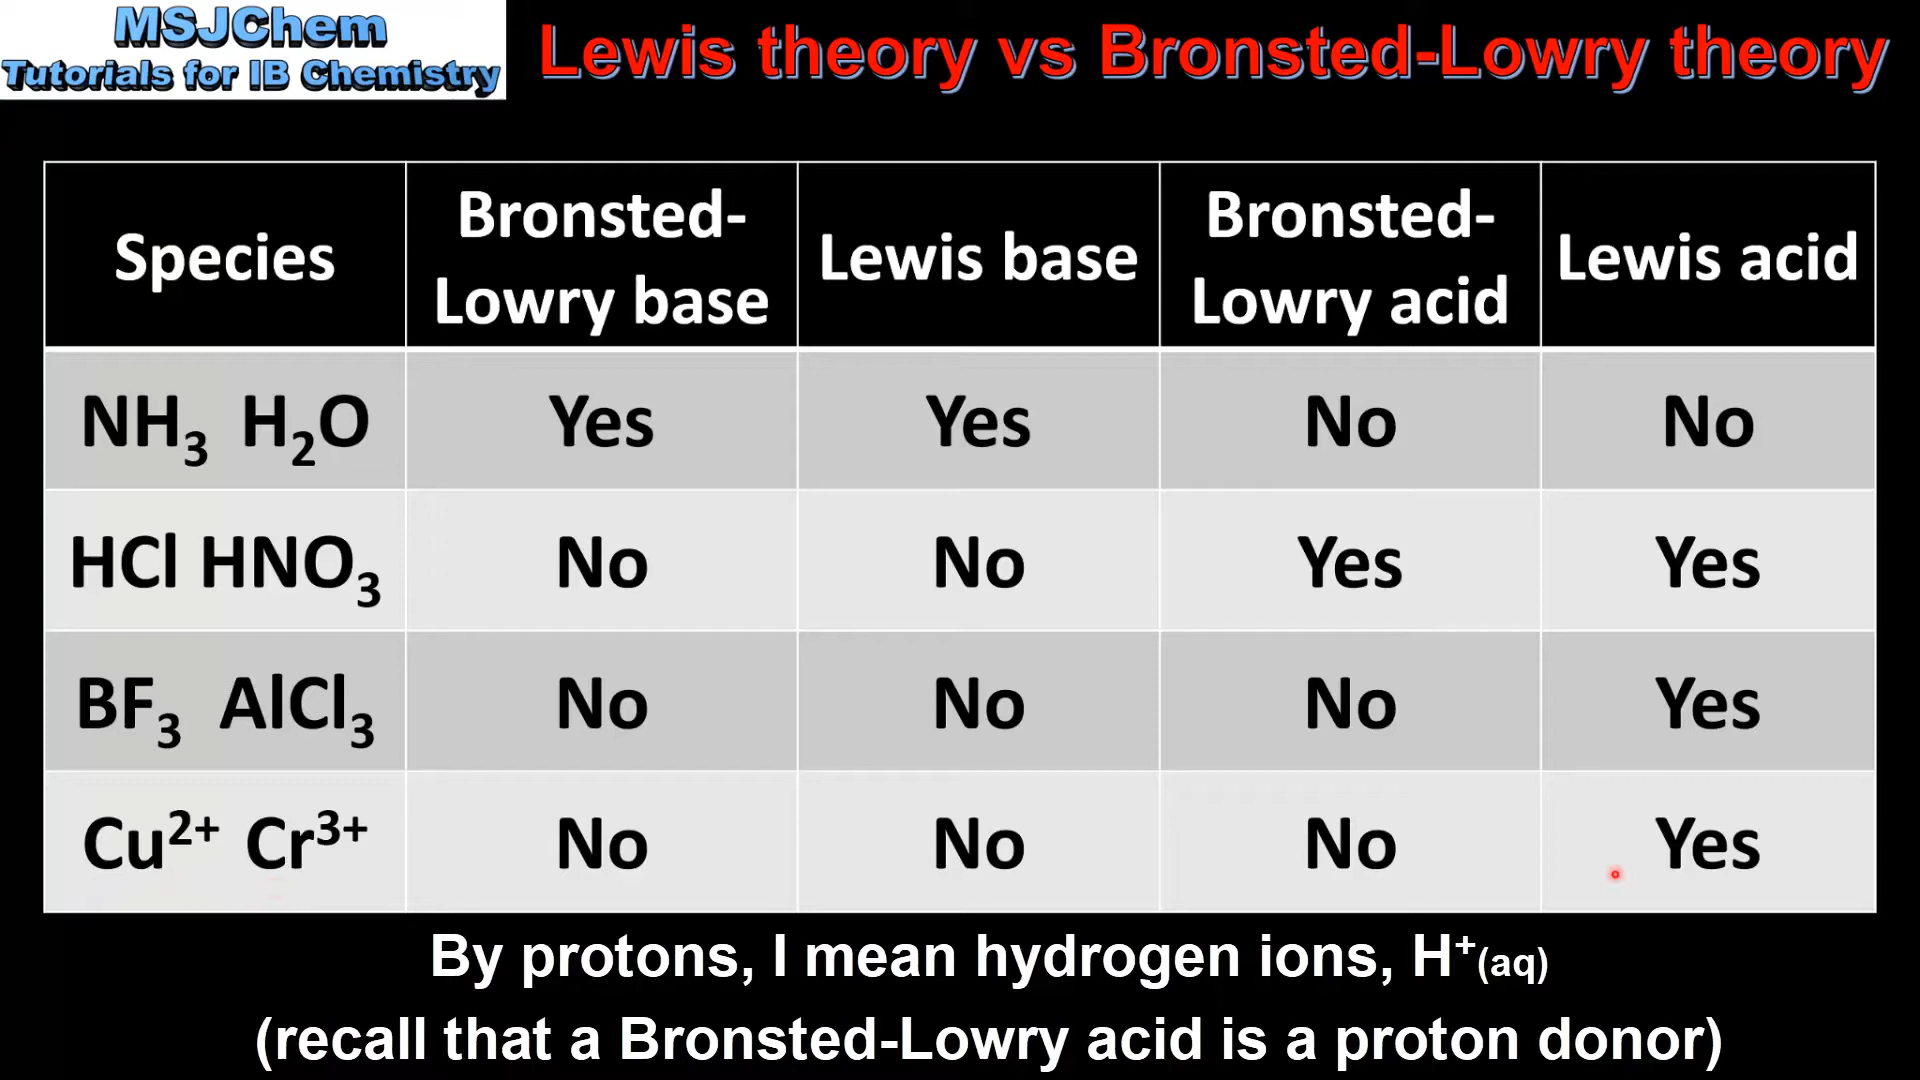 MSJChem
Tutorials for IB Chemistry
Lewis theory vs Bronsted-Lowry theory
Species Bronsted-Lowry base Lewis base Bronsted-Lowry acid Lewis acid
NH₃ H₂O Yes Yes No No
HCl HNO₃ No No Yes Yes
BF₃ AlCl₃ No No No Yes
Cu²⁺ Cr³⁺ No No No Yes
By protons, I mean hydrogen ions, H⁺(aq)
(recall that a Bronsted-Lowry acid is a proton donor)